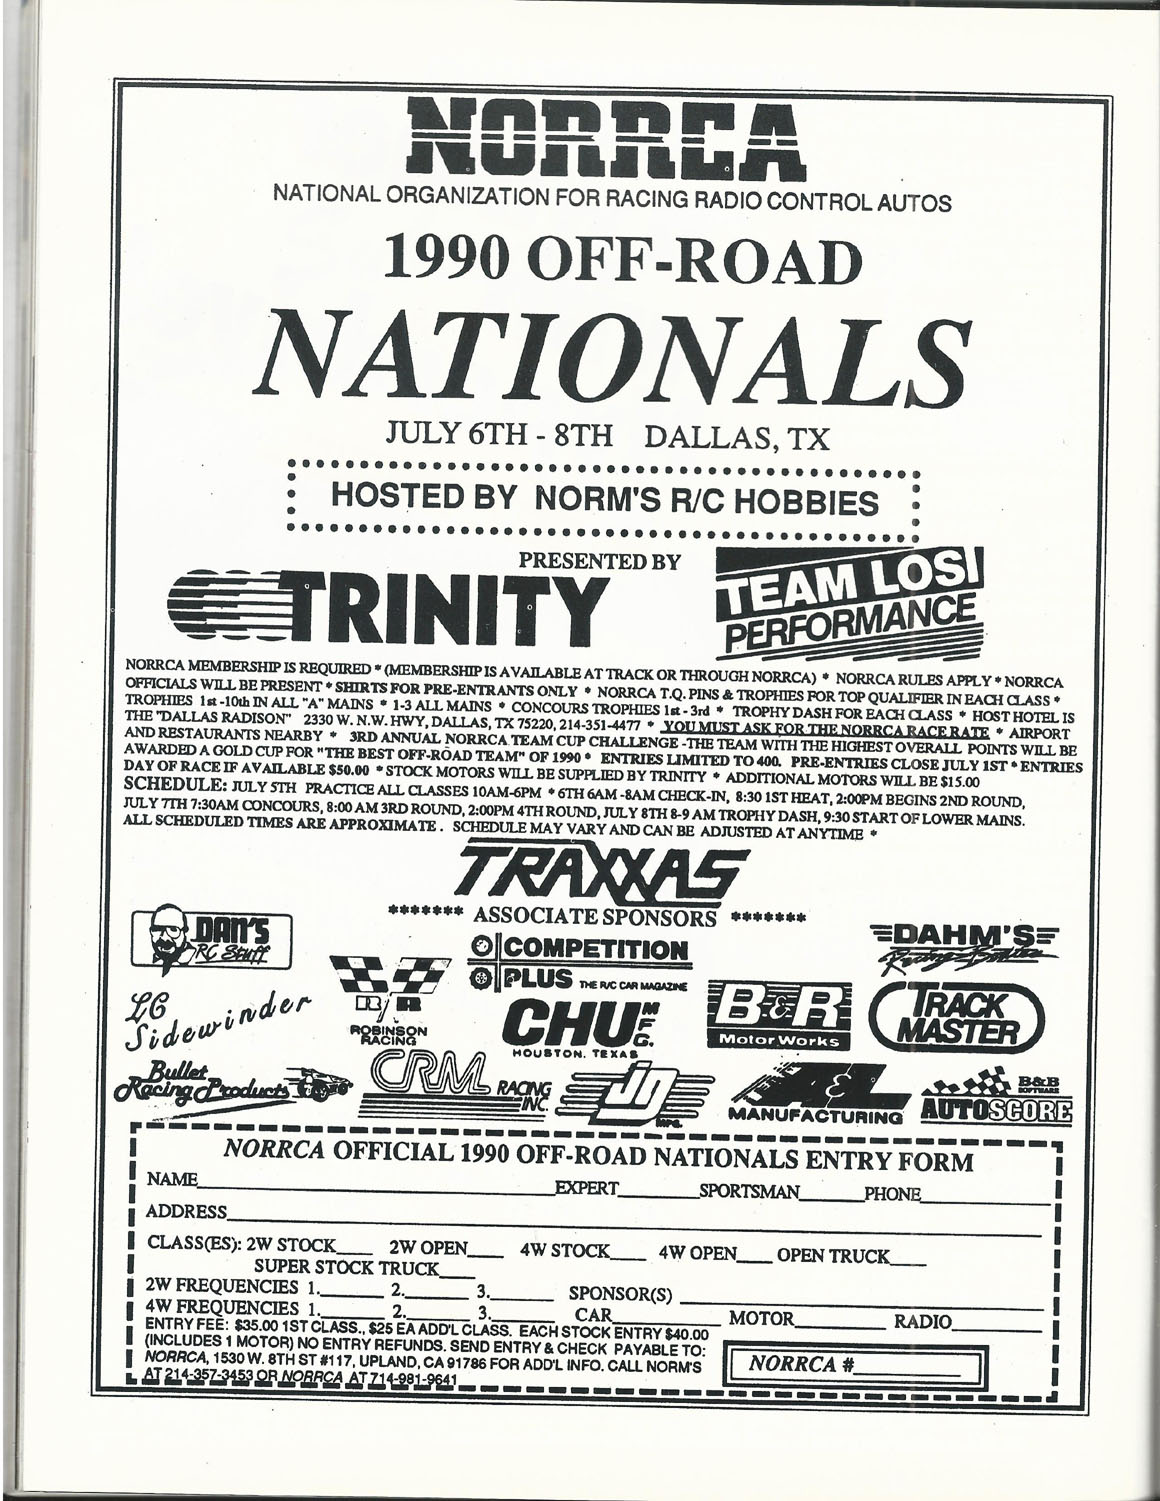 NORRCA
NATIONAL ORGANIZATION FOR RACING RADIO CONTROL AUTOS
1990 OFF-ROAD
NATIONALS
JULY 6TH - 8TH DALLAS, TX
HOSTED BY NORM'S R/C HOBBIES
PRESENTED BY
TRINITY
TEAM LOSI
PERFORMANCE
NORRCA MEMBERSHIP IS REQUIRED * (MEMBERSHIP IS AVAILABLE AT TRACK OR THROUGH NORRCA) * NORRCA RULES APPLY * NORRCA
OFFICIALS WILL BE PRESENT * SHIRTS FOR PRE-ENTRANTS ONLY * NORRCA T.Q. PINS & TROPHIES FOR TOP QUALIFIER IN EACH CLASS *
TROPHIES 1st -10th IN ALL "A" MAINS * 1-3 ALL MAINS * CONCOURS TROPHIES 1st - 3rd * TROPHY DASH FOR EACH CLASS * HOST HOTEL IS
THE "DALLAS RADISON" 2330 W. N.W. HWY, DALLAS, TX 75220, 214-351-4477 * YOU MUST ASK FOR THE NORRCA RACE RATE * AIRPORT
AND RESTAURANTS NEARBY * 3RD ANNUAL NORRCA TEAM CUP CHALLENGE -THE TEAM WITH THE HIGHEST OVERALL POINTS WILL BE
AWARDED A GOLD CUP FOR "THE BEST OFF-ROAD TEAM" OF 1990 * ENTRIES LIMITED TO 400. PRE-ENTRIES CLOSE JULY 1ST * ENTRIES
DAY OF RACE IF AVAILABLE $50.00 * STOCK MOTORS WILL BE SUPPLIED BY TRINITY * ADDITIONAL MOTORS WILL BE $15.00
SCHEDULE: JULY 5TH PRACTICE ALL CLASSES 10AM-6PM * 6TH 6AM -8AM CHECK-IN, 8:30 1ST HEAT, 2:00PM BEGINS 2ND ROUND,
JULY 7TH 7:30AM CONCOURS, 8:00 AM 3RD ROUND, 2:00PM 4TH ROUND, JULY 8TH 8-9 AM TROPHY DASH, 9:30 START OF LOWER MAINS.
ALL SCHEDULED TIMES ARE APPROXIMATE . SCHEDULE MAY VARY AND CAN BE ADJUSTED AT ANYTIME *
TRAXXAS
******* ASSOCIATE SPONSORS *******
DAN'S
RC Stuff
COMPETITION
PLUS THE R/C CAR MAGAZINE
DAHM'S
Racing Bodies
LG
Sidewinder
R/R
ROBINSON
RACING
CHU MFG.
HOUSTON, TEXAS
B&R
MotorWorks
TRACK
MASTER
Bullet
Racing Products
CRM RACING
INC.
JG
MFG.
A&L
MANUFACTURING
B&B
SOFTWARE
AUTOSCORE
NORRCA OFFICIAL 1990 OFF-ROAD NATIONALS ENTRY FORM
NAME EXPERT SPORTSMAN PHONE
ADDRESS
CLASS(ES): 2W STOCK 2W OPEN 4W STOCK 4W OPEN OPEN TRUCK
SUPER STOCK TRUCK
2W FREQUENCIES 1. 2. 3. SPONSOR(S)
4W FREQUENCIES 1. 2. 3. CAR MOTOR RADIO
ENTRY FEE: $35.00 1ST CLASS., $25 EA ADD'L CLASS. EACH STOCK ENTRY $40.00
(INCLUDES 1 MOTOR) NO ENTRY REFUNDS. SEND ENTRY & CHECK PAYABLE TO:
NORRCA, 1530 W. 8TH ST #117, UPLAND, CA 91786 FOR ADD'L INFO. CALL NORM'S
AT 214-357-3453 OR NORRCA AT 714-981-9641
NORRCA #